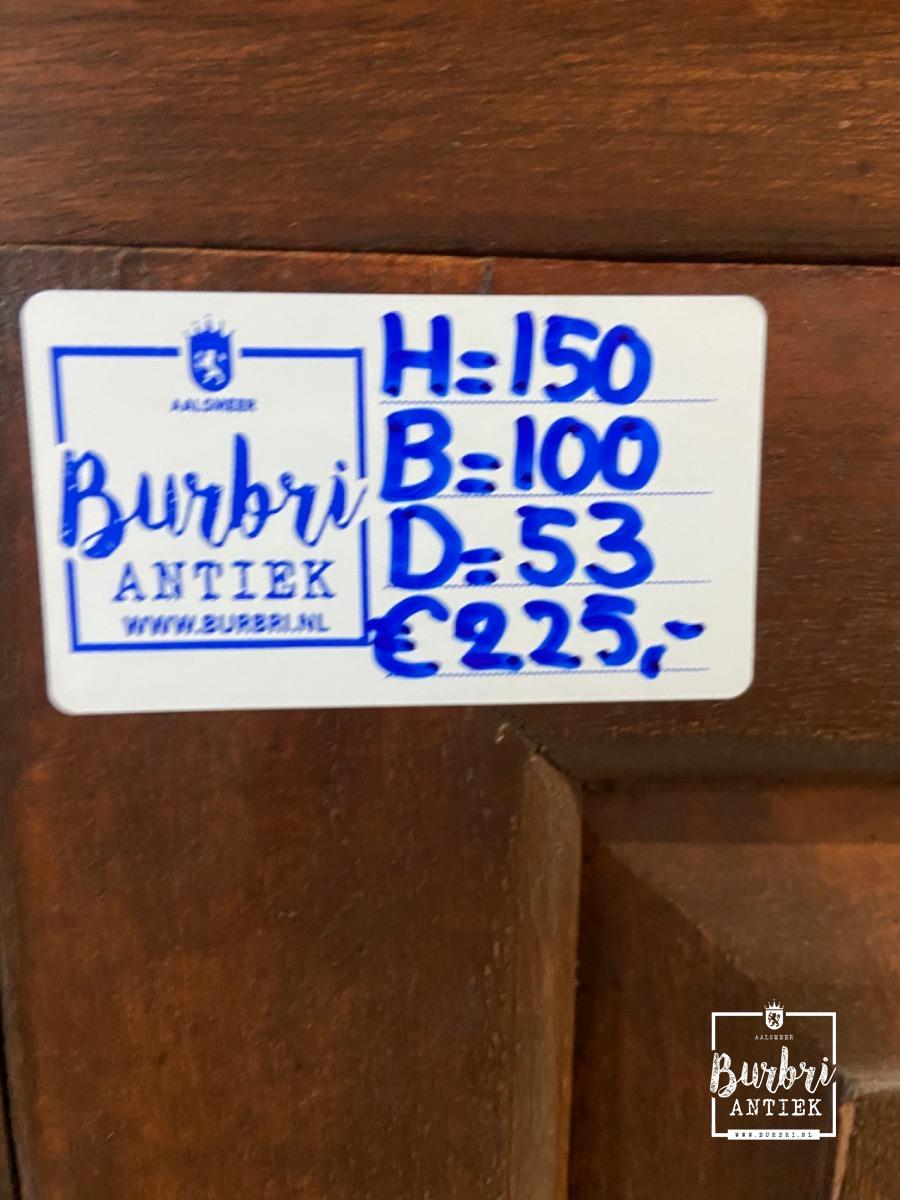 AALSMEER
Burbri
ANTIEK
WWW.BURBRI.NL
H=150
B=100
D=53
€225,-
AALSMEER
Burbri
ANTIEK
WWW.BURBRI.NL